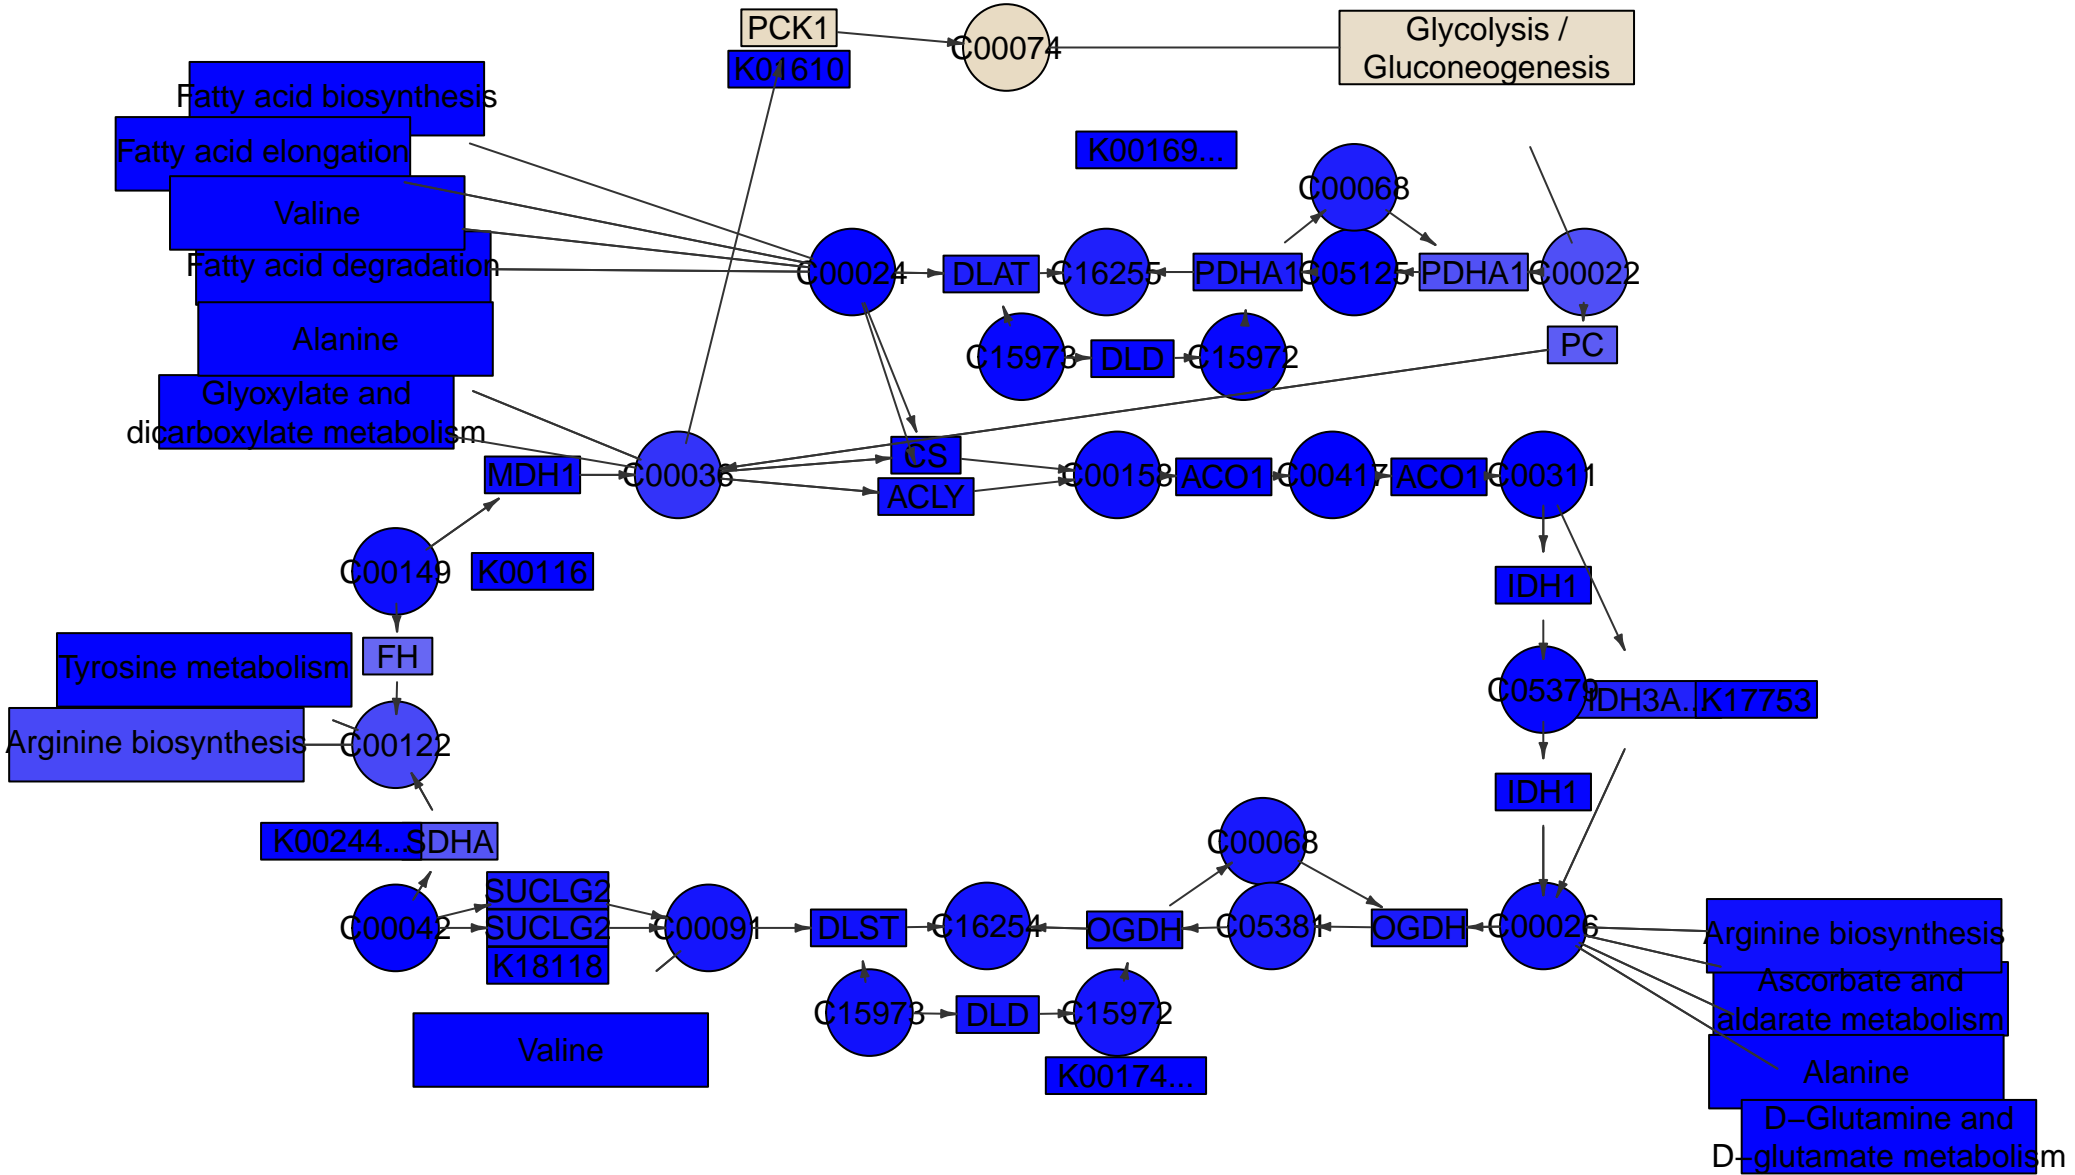 PCK1
C00074
Glycolysis /
Gluconeogenesis
K01610
Fatty acid biosynthesis
Fatty acid elongation
K00169...
C00068
Valine
Fatty acid degradation
C00024
DLAT
C16255
PDHA1
C05125
PDHA1
C00022
Alanine
C15973
DLD
C15972
PC
Glyoxylate and
dicarboxylate metabolism
MDH1
C00036
CS
ACLY
C00158
ACO1
C00417
ACO1
C00311
C00149
K00116
IDH1
FH
Tyrosine metabolism
C05379
IDH3A...
K17753
Arginine biosynthesis
C00122
IDH1
K00244...
SDHA
C00068
SUCLG2
C00042
SUCLG2
K18118
C00091
DLST
C16254
OGDH
C05381
OGDH
C00026
Arginine biosynthesis
Ascorbate and
aldarate metabolism
C15973
DLD
C15972
Valine
K00174...
Alanine
D−Glutamine and
D−glutamate metabolism